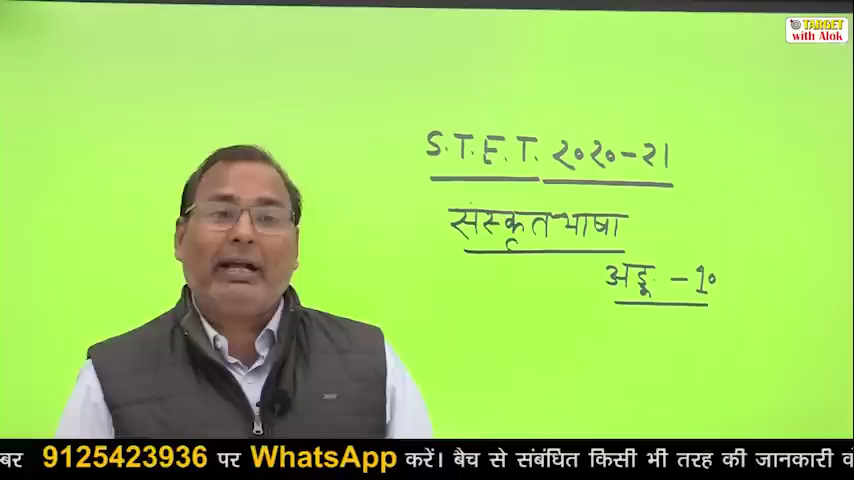 TARGET
with Alok
S.T.E.T. २०२०-२१
संस्कृत-भाषा
अङ्क - 1०
बर 9125423936 पर WhatsApp करें। बैच से संबंधित किसी भी तरह की जानकारी के